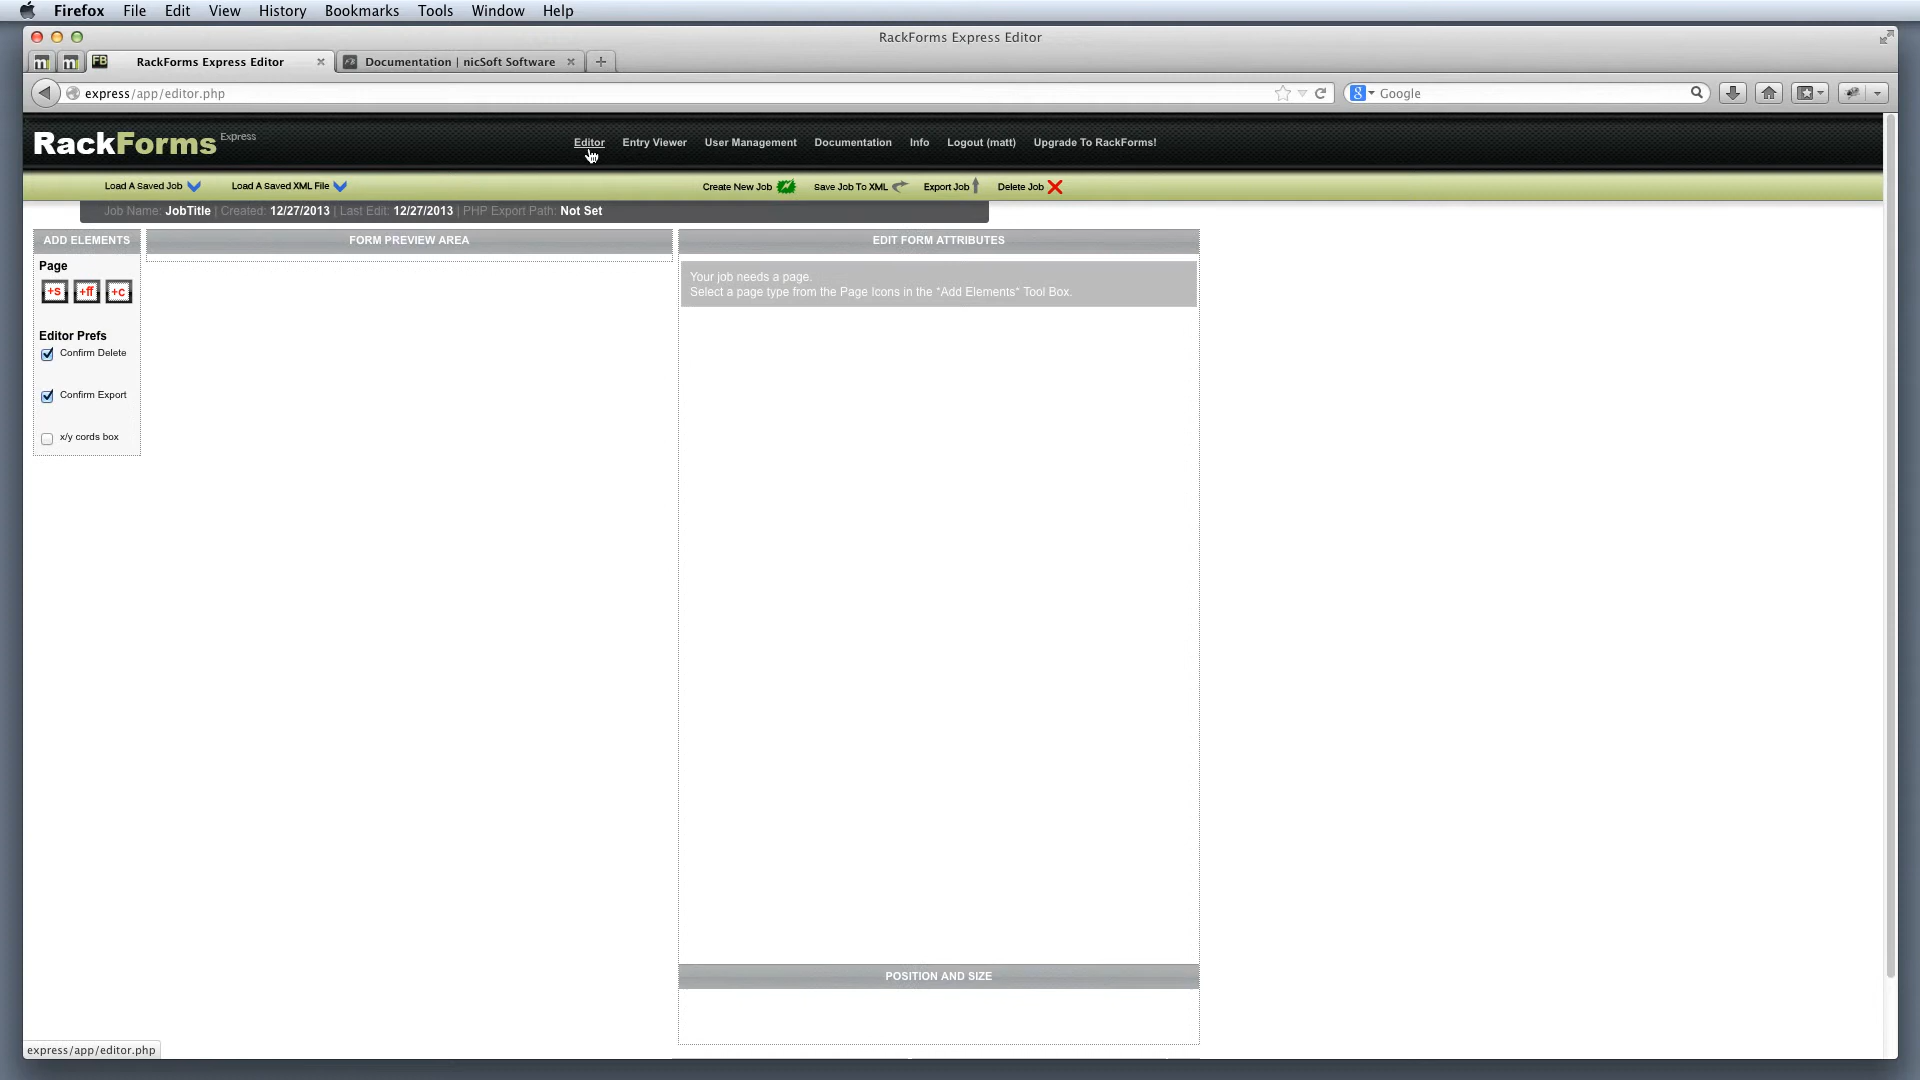 Firefox File Edit View History Bookmarks Tools Window Help
RackForms Express Editor
m m FB RackForms Express Editor Documentation | nicSoft Software
express/app/editor.php 8 Google
RackForms Express
Editor Entry Viewer User Management Documentation Info Logout (matt) Upgrade To RackForms!
Load A Saved Job Load A Saved XML File Create New Job Save Job To XML Export Job Delete Job
Job Name: JobTitle | Created: 12/27/2013 | Last Edit: 12/27/2013 | PHP Export Path: Not Set
ADD ELEMENTS FORM PREVIEW AREA EDIT FORM ATTRIBUTES
Page
+s +ff +c
Your job needs a page.
Select a page type from the Page Icons in the "Add Elements" Tool Box.
Editor Prefs
Confirm Delete
Confirm Export
x/y cords box
POSITION AND SIZE
express/app/editor.php